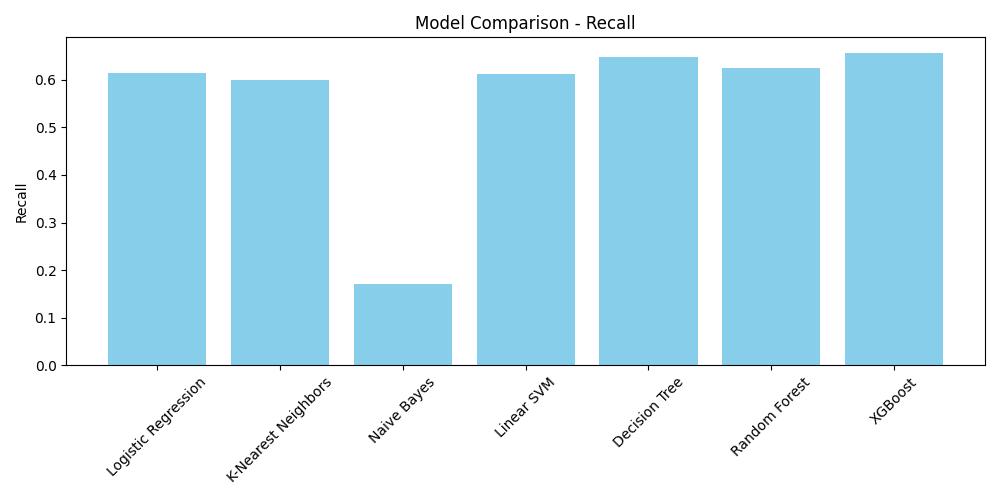 Model Comparison - Recall
Recall
0.6
0.5
0.4
0.3
0.2
0.1
0.0
Logistic Regression
K-Nearest Neighbors
Naive Bayes
Linear SVM
Decision Tree
Random Forest
XGBoost